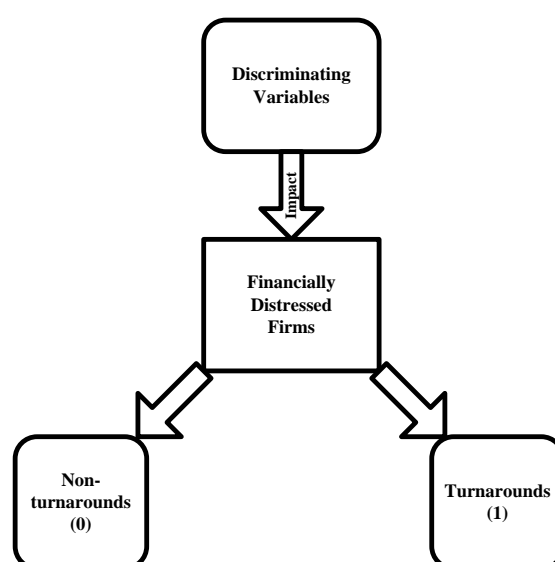 Discriminating
Variables
Impact
Financially
Distressed
Firms
Non-
turnarounds
(0)
Turnarounds
(1)